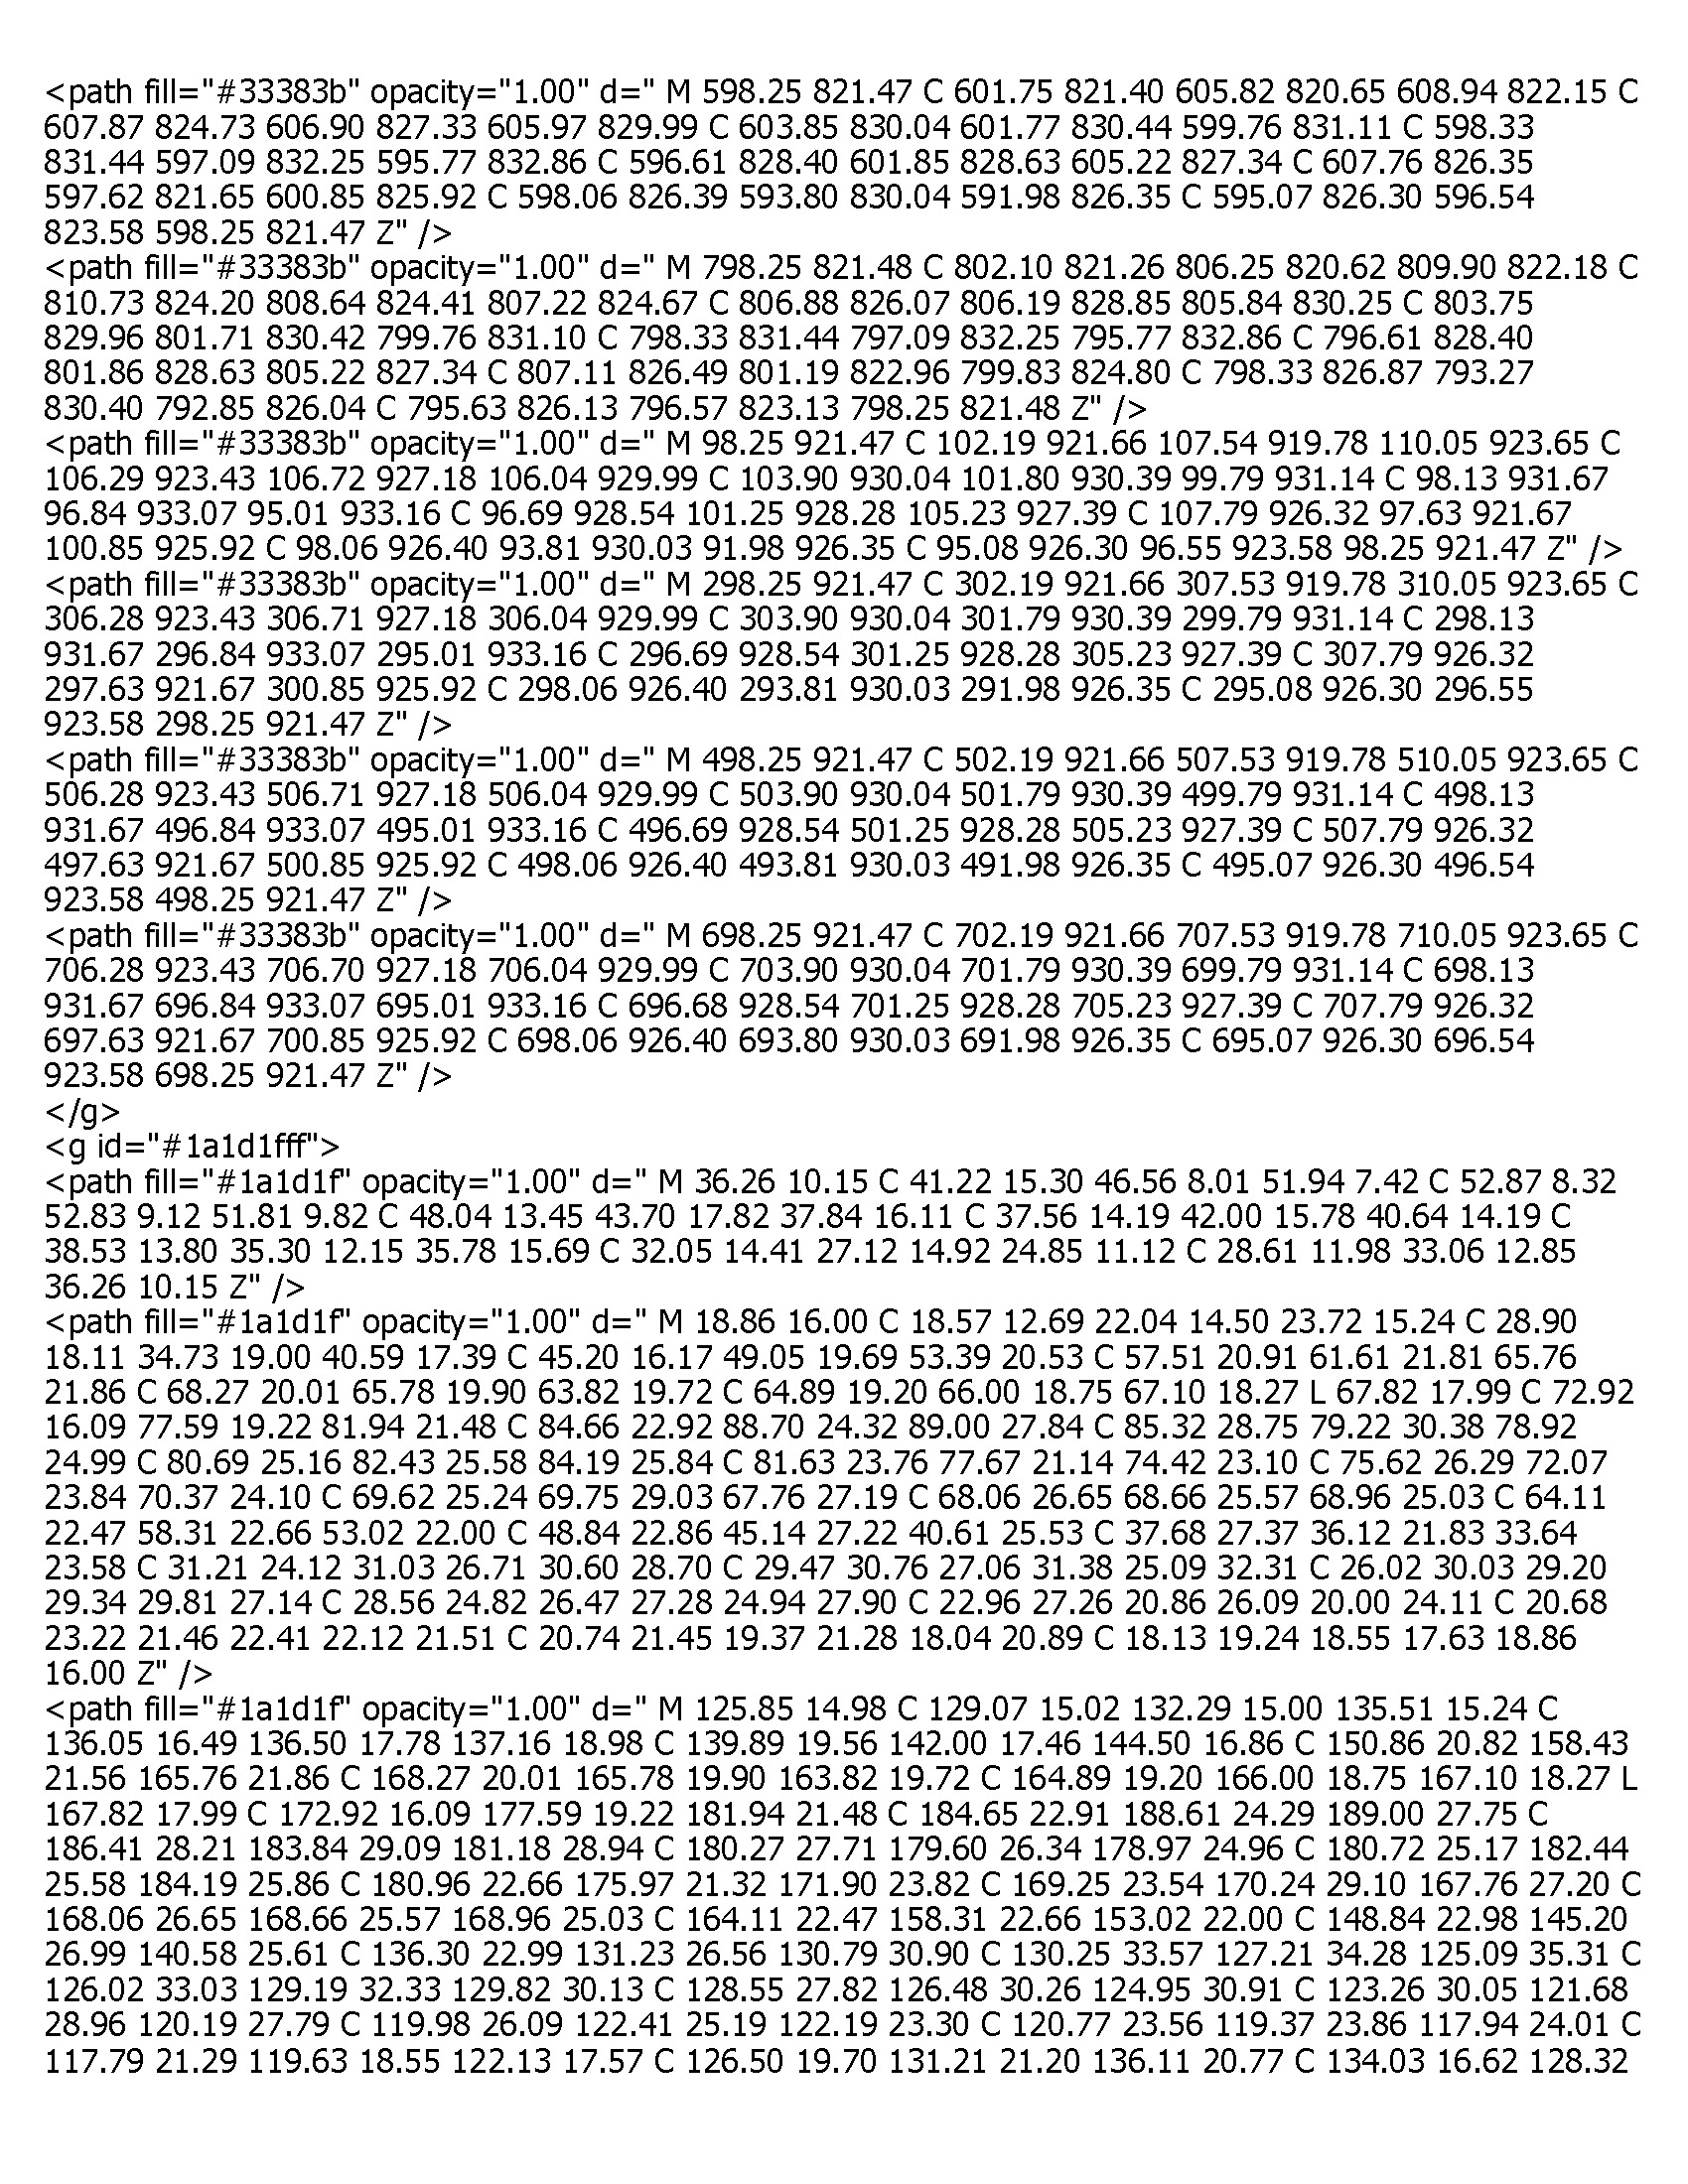 <path fill="#33383b" opacity="1.00" d=" M 598.25 821.47 C 601.75 821.40 605.82 820.65 608.94 822.15 C
607.87 824.73 606.90 827.33 605.97 829.99 C 603.85 830.04 601.77 830.44 599.76 831.11 C 598.33
831.44 597.09 832.25 595.77 832.86 C 596.61 828.40 601.85 828.63 605.22 827.34 C 607.76 826.35
597.62 821.65 600.85 825.92 C 598.06 826.39 593.80 830.04 591.98 826.35 C 595.07 826.30 596.54
823.58 598.25 821.47 Z" />
<path fill="#33383b" opacity="1.00" d=" M 798.25 821.48 C 802.10 821.26 806.25 820.62 809.90 822.18 C
810.73 824.20 808.64 824.41 807.22 824.67 C 806.88 826.07 806.19 828.85 805.84 830.25 C 803.75
829.96 801.71 830.42 799.76 831.10 C 798.33 831.44 797.09 832.25 795.77 832.86 C 796.61 828.40
801.86 828.63 805.22 827.34 C 807.11 826.49 801.19 822.96 799.83 824.80 C 798.33 826.87 793.27
830.40 792.85 826.04 C 795.63 826.13 796.57 823.13 798.25 821.48 Z" />
<path fill="#33383b" opacity="1.00" d=" M 98.25 921.47 C 102.19 921.66 107.54 919.78 110.05 923.65 C
106.29 923.43 106.72 927.18 106.04 929.99 C 103.90 930.04 101.80 930.39 99.79 931.14 C 98.13 931.67
96.84 933.07 95.01 933.16 C 96.69 928.54 101.25 928.28 105.23 927.39 C 107.79 926.32 97.63 921.67
100.85 925.92 C 98.06 926.40 93.81 930.03 91.98 926.35 C 95.08 926.30 96.55 923.58 98.25 921.47 Z" />
<path fill="#33383b" opacity="1.00" d=" M 298.25 921.47 C 302.19 921.66 307.53 919.78 310.05 923.65 C
306.28 923.43 306.71 927.18 306.04 929.99 C 303.90 930.04 301.79 930.39 299.79 931.14 C 298.13
931.67 296.84 933.07 295.01 933.16 C 296.69 928.54 301.25 928.28 305.23 927.39 C 307.79 926.32
297.63 921.67 300.85 925.92 C 298.06 926.40 293.81 930.03 291.98 926.35 C 295.08 926.30 296.55
923.58 298.25 921.47 Z" />
<path fill="#33383b" opacity="1.00" d=" M 498.25 921.47 C 502.19 921.66 507.53 919.78 510.05 923.65 C
506.28 923.43 506.71 927.18 506.04 929.99 C 503.90 930.04 501.79 930.39 499.79 931.14 C 498.13
931.67 496.84 933.07 495.01 933.16 C 496.69 928.54 501.25 928.28 505.23 927.39 C 507.79 926.32
497.63 921.67 500.85 925.92 C 498.06 926.40 493.81 930.03 491.98 926.35 C 495.07 926.30 496.54
923.58 498.25 921.47 Z" />
<path fill="#33383b" opacity="1.00" d=" M 698.25 921.47 C 702.19 921.66 707.53 919.78 710.05 923.65 C
706.28 923.43 706.70 927.18 706.04 929.99 C 703.90 930.04 701.79 930.39 699.79 931.14 C 698.13
931.67 696.84 933.07 695.01 933.16 C 696.68 928.54 701.25 928.28 705.23 927.39 C 707.79 926.32
697.63 921.67 700.85 925.92 C 698.06 926.40 693.80 930.03 691.98 926.35 C 695.07 926.30 696.54
923.58 698.25 921.47 Z" />
</g>
<g id="#1a1d1fff">
<path fill="#1a1d1f" opacity="1.00" d=" M 36.26 10.15 C 41.22 15.30 46.56 8.01 51.94 7.42 C 52.87 8.32
52.83 9.12 51.81 9.82 C 48.04 13.45 43.70 17.82 37.84 16.11 C 37.56 14.19 42.00 15.78 40.64 14.19 C
38.53 13.80 35.30 12.15 35.78 15.69 C 32.05 14.41 27.12 14.92 24.85 11.12 C 28.61 11.98 33.06 12.85
36.26 10.15 Z" />
<path fill="#1a1d1f" opacity="1.00" d=" M 18.86 16.00 C 18.57 12.69 22.04 14.50 23.72 15.24 C 28.90
18.11 34.73 19.00 40.59 17.39 C 45.20 16.17 49.05 19.69 53.39 20.53 C 57.51 20.91 61.61 21.81 65.76
21.86 C 68.27 20.01 65.78 19.90 63.82 19.72 C 64.89 19.20 66.00 18.75 67.10 18.27 L 67.82 17.99 C 72.92
16.09 77.59 19.22 81.94 21.48 C 84.66 22.92 88.70 24.32 89.00 27.84 C 85.32 28.75 79.22 30.38 78.92
24.99 C 80.69 25.16 82.43 25.58 84.19 25.84 C 81.63 23.76 77.67 21.14 74.42 23.10 C 75.62 26.29 72.07
23.84 70.37 24.10 C 69.62 25.24 69.75 29.03 67.76 27.19 C 68.06 26.65 68.66 25.57 68.96 25.03 C 64.11
22.47 58.31 22.66 53.02 22.00 C 48.84 22.86 45.14 27.22 40.61 25.53 C 37.68 27.37 36.12 21.83 33.64
23.58 C 31.21 24.12 31.03 26.71 30.60 28.70 C 29.47 30.76 27.06 31.38 25.09 32.31 C 26.02 30.03 29.20
29.34 29.81 27.14 C 28.56 24.82 26.47 27.28 24.94 27.90 C 22.96 27.26 20.86 26.09 20.00 24.11 C 20.68
23.22 21.46 22.41 22.12 21.51 C 20.74 21.45 19.37 21.28 18.04 20.89 C 18.13 19.24 18.55 17.63 18.86
16.00 Z" />
<path fill="#1a1d1f" opacity="1.00" d=" M 125.85 14.98 C 129.07 15.02 132.29 15.00 135.51 15.24 C
136.05 16.49 136.50 17.78 137.16 18.98 C 139.89 19.56 142.00 17.46 144.50 16.86 C 150.86 20.82 158.43
21.56 165.76 21.86 C 168.27 20.01 165.78 19.90 163.82 19.72 C 164.89 19.20 166.00 18.75 167.10 18.27 L
167.82 17.99 C 172.92 16.09 177.59 19.22 181.94 21.48 C 184.65 22.91 188.61 24.29 189.00 27.75 C
186.41 28.21 183.84 29.09 181.18 28.94 C 180.27 27.71 179.60 26.34 178.97 24.96 C 180.72 25.17 182.44
25.58 184.19 25.86 C 180.96 22.66 175.97 21.32 171.90 23.82 C 169.25 23.54 170.24 29.10 167.76 27.20 C
168.06 26.65 168.66 25.57 168.96 25.03 C 164.11 22.47 158.31 22.66 153.02 22.00 C 148.84 22.98 145.20
26.99 140.58 25.61 C 136.30 22.99 131.23 26.56 130.79 30.90 C 130.25 33.57 127.21 34.28 125.09 35.31 C
126.02 33.03 129.19 32.33 129.82 30.13 C 128.55 27.82 126.48 30.26 124.95 30.91 C 123.26 30.05 121.68
28.96 120.19 27.79 C 119.98 26.09 122.41 25.19 122.19 23.30 C 120.77 23.56 119.37 23.86 117.94 24.01 C
117.79 21.29 119.63 18.55 122.13 17.57 C 126.50 19.70 131.21 21.20 136.11 20.77 C 134.03 16.62 128.32